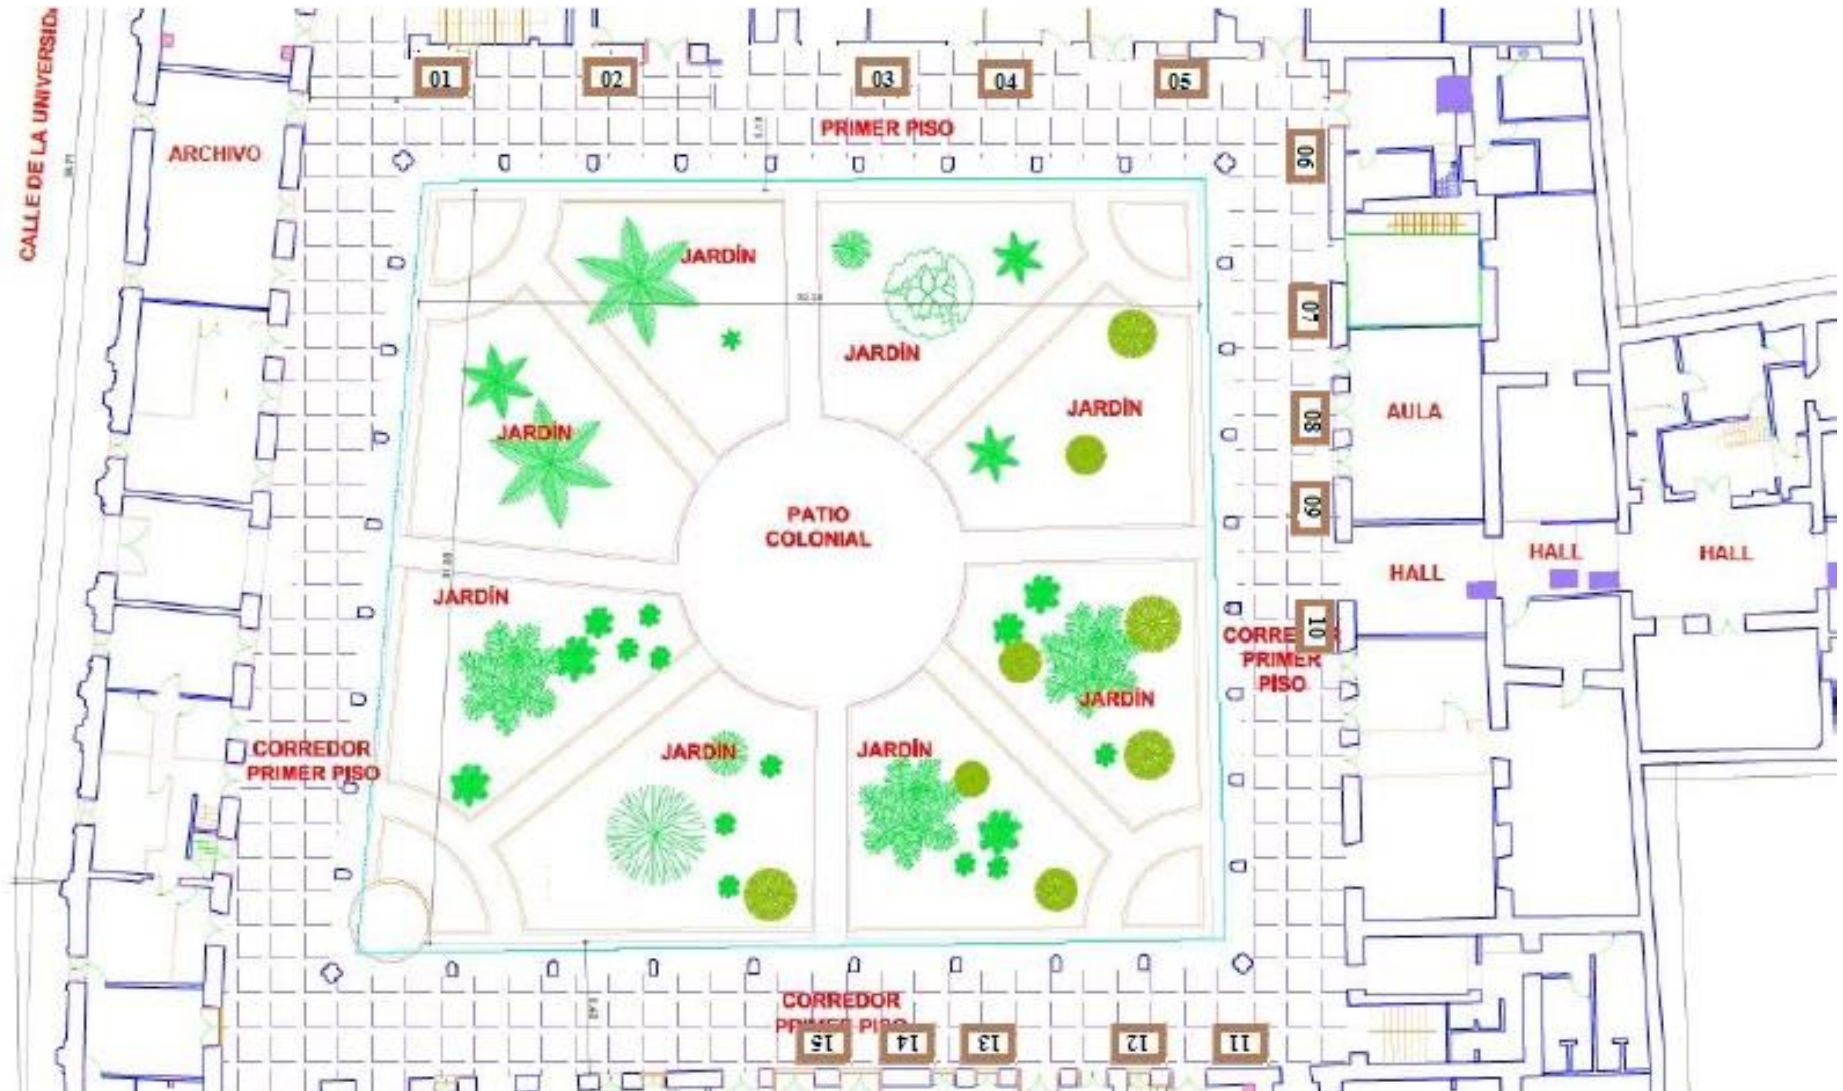 CALLE DE LA UNIVERSID
01
02
03
04
05
PRIMER PISO
ARCHIVO
06
JARDÍN
07
JARDÍN
JARDÍN
AULA
08
JARDÍN
09
PATIO
COLONIAL
HALL
HALL
HALL
JARDÍN
10
CORRE
PRIMER
PISO
JARDÍN
CORREDOR
PRIMER PISO
JARDÍN
JARDÍN
CORREDOR
PRIMER PISO
15
14
13
12
11